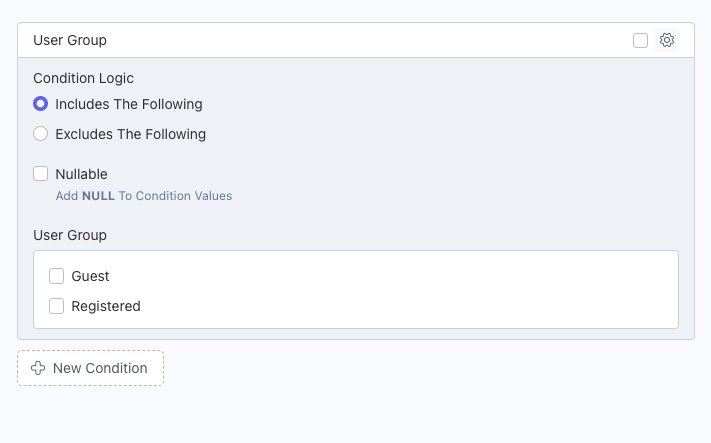 User Group
Condition Logic
Includes The Following
Excludes The Following
Nullable
Add NULL To Condition Values
User Group
Guest
Registered
New Condition